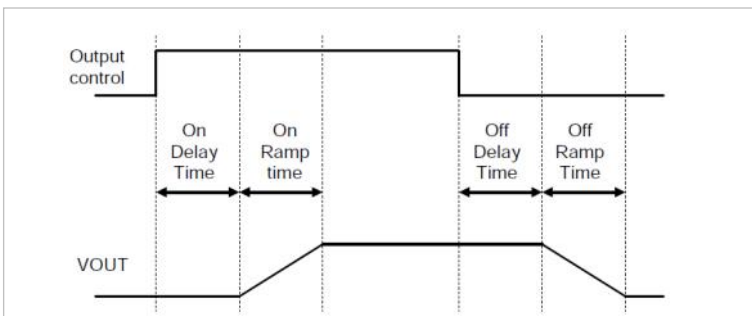 Output
control
On
Delay
Time
On
Ramp
time
Off
Delay
Time
Off
Ramp
Time
VOUT